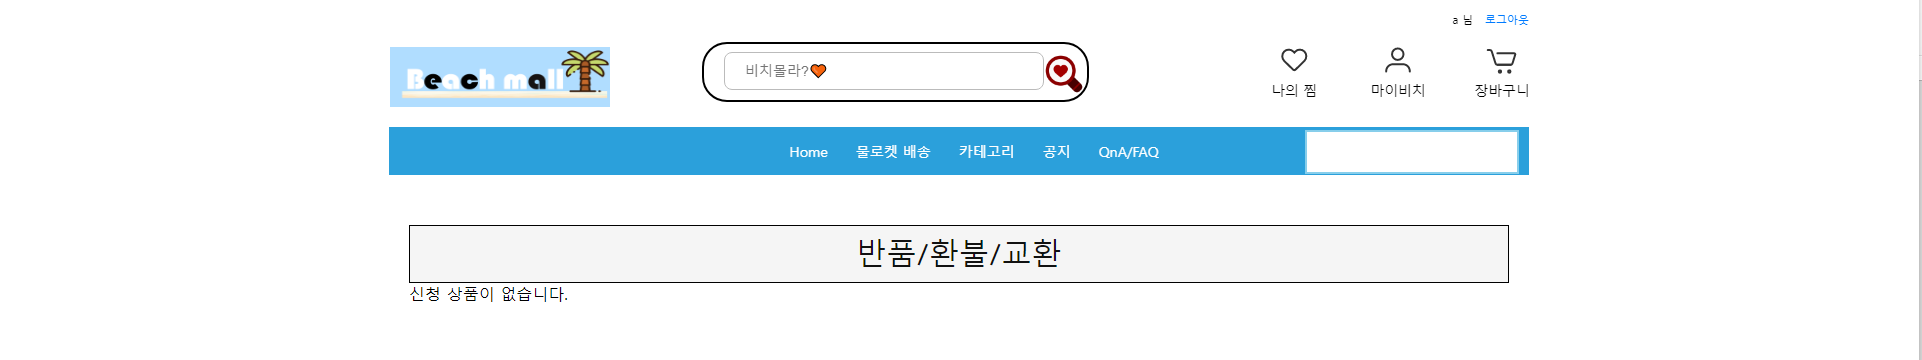 a 님 로그아웃
Beach mall
비치몰라?🧡
나의 찜 마이비치 장바구니
Home 물로켓 배송 카테고리 공지 QnA/FAQ
반품/환불/교환
신청 상품이 없습니다.